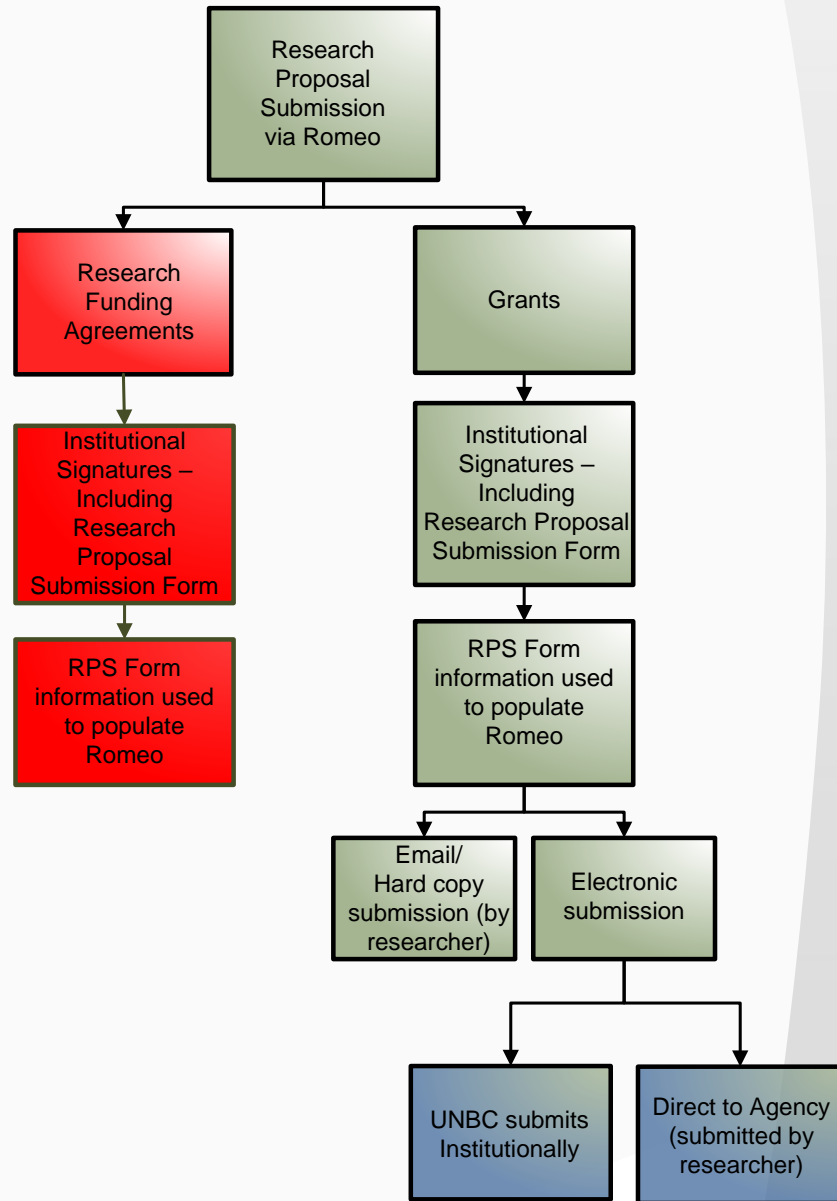 Research
Proposal
Submission
via Romeo
Research
Funding
Agreements
Grants
Institutional
Signatures –
Including
Research
Proposal
Submission Form
Institutional
Signatures –
Including
Research Proposal
Submission Form
RPS Form
information used
to populate
Romeo
RPS Form
information used
to populate
Romeo
Email/
Hard copy
submission (by
researcher)
Electronic
submission
UNBC submits
Institutionally
Direct to Agency
(submitted by
researcher)